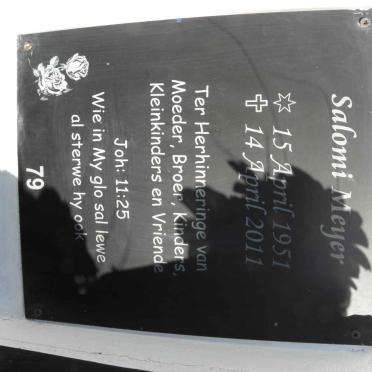 Salomi Meyer
15 April 1951
14 April 2011
Ter Herhinneringe van
Moeder, Broer, Kinders,
Kleinkinders en Vriende
Joh: 11:25
Wie in My glo sal lewe
al sterwe hy ook
79